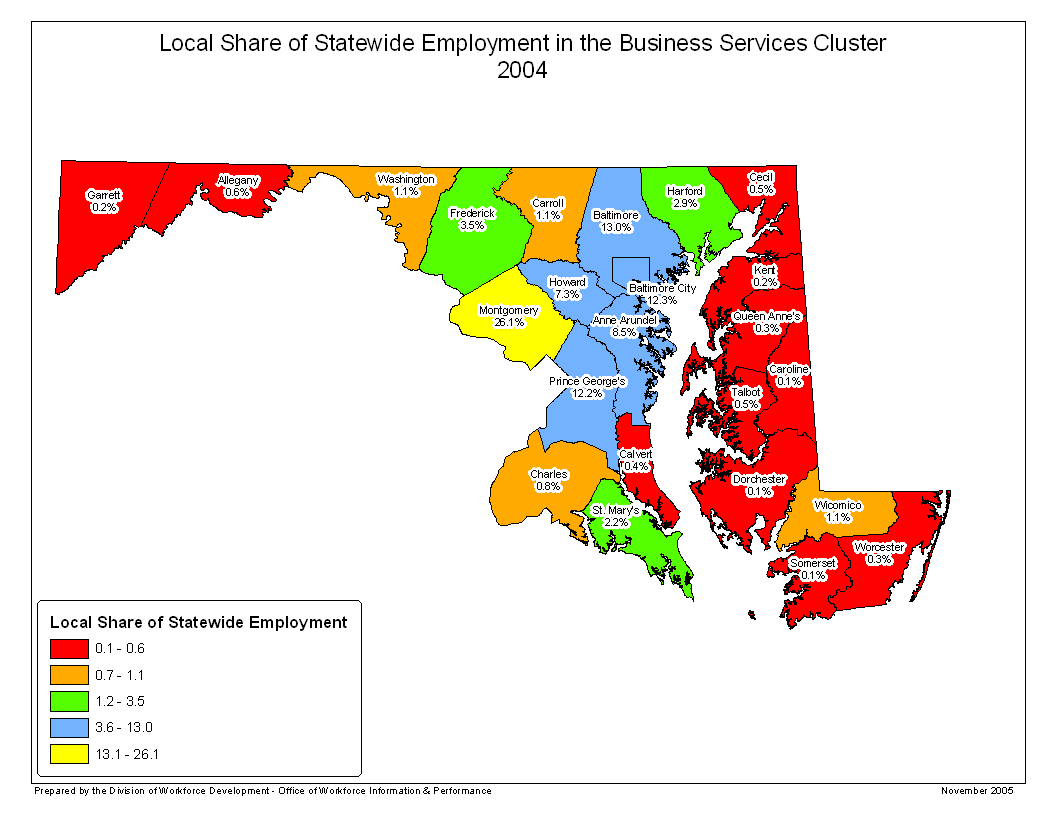 Local Share of Statewide Employment in the Business Services Cluster
2004
Garrett
0.2%
Allegany
0.6%
Washington
1.1%
Frederick
3.5%
Carroll
1.1%
Baltimore
13.0%
Harford
2.9%
Cecil
0.5%
Howard
7.3%
Baltimore City
12.3%
Kent
0.2%
Montgomery
26.1%
Anne Arundel
8.5%
Queen Anne's
0.3%
Prince George's
12.2%
Caroline
0.1%
Talbot
0.5%
Calvert
0.4%
Charles
0.8%
Dorchester
0.1%
St. Mary's
2.2%
Wicomico
1.1%
Worcester
0.3%
Somerset
0.1%
Local Share of Statewide Employment
0.1 - 0.6
0.7 - 1.1
1.2 - 3.5
3.6 - 13.0
13.1 - 26.1
Prepared by the Division of Workforce Development - Office of Workforce Information & Performance
November 2005